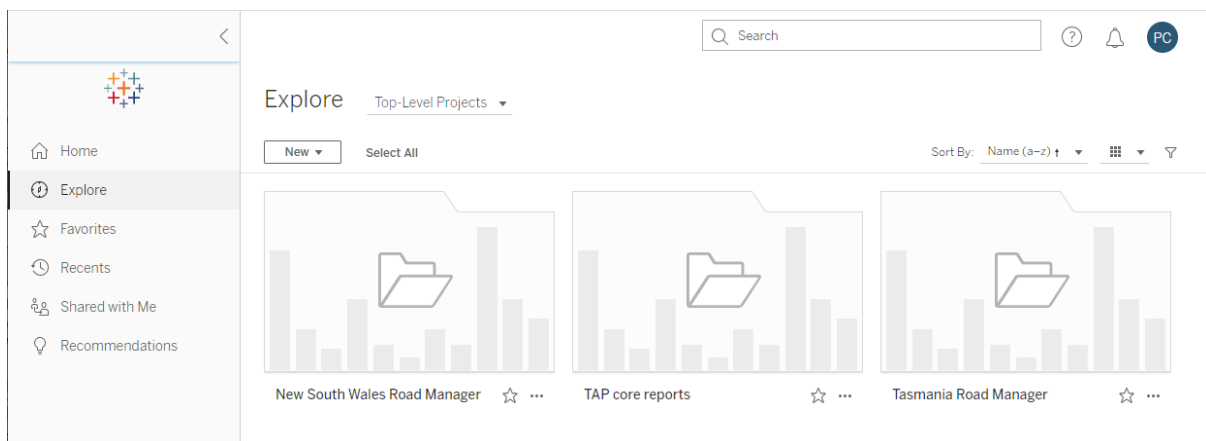 Search
PC
Explore
Top-Level Projects
Home
Explore
Favorites
Recents
Shared with Me
Recommendations
New
Select All
Sort By: Name (a–z)
New South Wales Road Manager
TAP core reports
Tasmania Road Manager